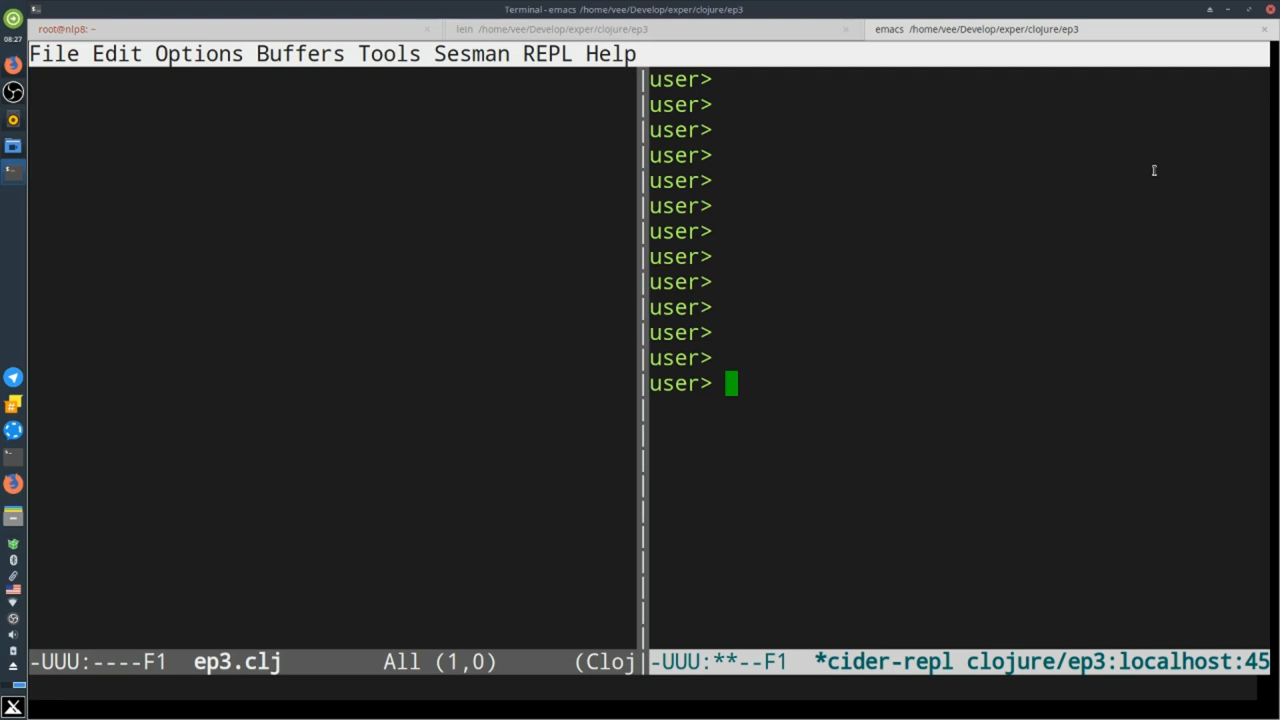 Terminal - emacs /home/vee/Develop/exper/clojure/ep3
root@nlp8: ~
lein /home/vee/Develop/exper/clojure/ep3
emacs /home/vee/Develop/exper/clojure/ep3
08:27
File Edit Options Buffers Tools Sesman REPL Help
user>
user>
user>
user>
user>
user>
user>
user>
user>
user>
user>
user>
user>
-UUU:----F1 ep3.clj All (1,0) (Cloj
-UUU:**--F1 *cider-repl clojure/ep3:localhost:45